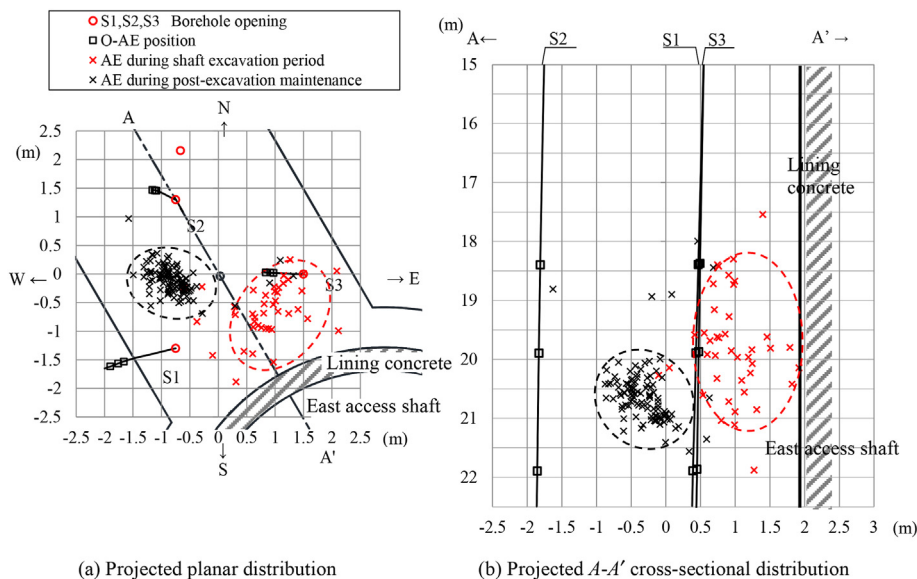 S1,S2,S3 Borehole opening
O-AE position
AE during shaft excavation period
AE during post-excavation maintenance
N
A
2.5
(m)
2
1.5
1
0.5
W
0
E
-0.5
-1
-1.5
-2
-2.5
S2
S3
S1
Lining concrete
East access shaft
-2.5 -2 -1.5 -1 -0.5 0 0.5 1 1.5 2 2.5
(m)
S
A'
(a) Projected planar distribution
(m)
A← S2 S1 S3 A’→
15
16
17
18
19
20
21
22
Lining
concrete
East access shaft
-2.5 -2 -1.5 -1 -0.5 0 0.5 1 1.5 2 2.5 3
(m)
(b) Projected A-A′ cross-sectional distribution